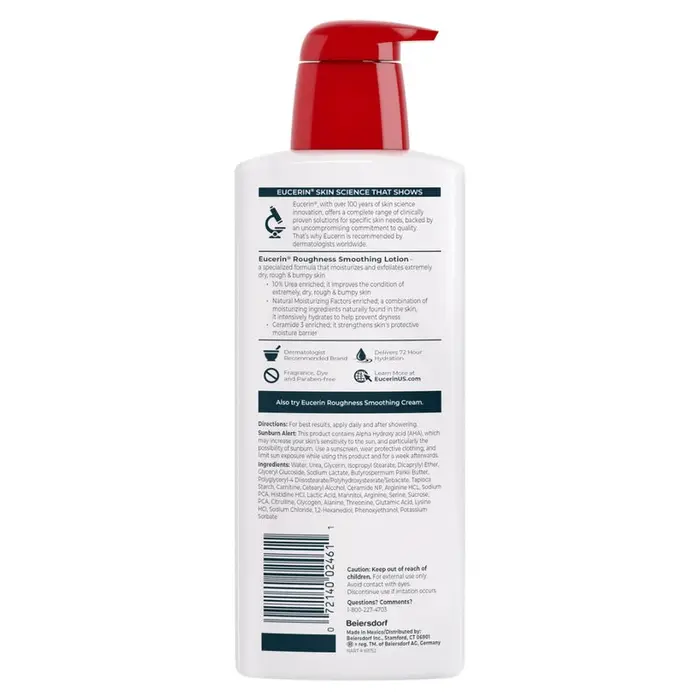 EUCERIN® SKIN SCIENCE THAT SHOWS
Eucerin®, with over 100 years of skin science
innovation, offers a complete range of clinically
proven solutions for specific skin needs, backed by
an uncompromising commitment to quality.
That's why Eucerin is recommended by
dermatologists worldwide.
Eucerin® Roughness Smoothing Lotion -
a specialized formula that moisturizes and exfoliates extremely
dry, rough & bumpy skin
• 10% Urea enriched; it improves the condition of
extremely, dry, rough & bumpy skin
• Natural Moisturizing Factors enriched; a combination of
moisturizing ingredients naturally found in the skin,
it intensively hydrates to help prevent dryness
• Ceramide 3 enriched; it strengthens skin's protective
moisture barrier
Dermatologist
Recommended Brand
Delivers 72 Hour
Hydration
Fragrance, Dye
and Paraben-free
Learn More at
EucerinUS.com
Also try Eucerin Roughness Smoothing Cream.
Directions: For best results, apply daily and after showering.
Sunburn Alert: This product contains Alpha Hydroxy acid (AHA), which
may increase your skin's sensitivity to the sun, and particularly the
possibility of sunburn. Use a sunscreen, wear protective clothing, and
limit sun exposure while using this product and for a week afterwards.
Ingredients: Water, Urea, Glycerin, Isopropyl Stearate, Dicaprylyl Ether,
Glyceryl Glucoside, Sodium Lactate, Butyrospermum Parkii Butter,
Polyglyceryl-4 Diisostearate/Polyhydroxystearate/Sebacate, Tapioca
Starch, Carnitine, Cetearyl Alcohol, Ceramide NP, Arginine HCL, Sodium
PCA, Histidine HCl, Lactic Acid, Mannitol, Arginine, Serine, Sucrose,
PCA, Citrulline, Glycogen, Alanine, Threonine, Glutamic Acid, Lysine
HCl, Sodium Chloride, 1,2-Hexanediol, Phenoxyethanol, Potassium
Sorbate
0 72140 02461 1
Caution: Keep out of reach of
children. For external use only.
Avoid contact with eyes.
Discontinue use if irritation occurs.
Questions? Comments?
1-800-227-4703
Beiersdorf
Made in Mexico/Distributed by:
Beiersdorf Inc., Stamford, CT 06901
® = reg. TM. of Beiersdorf AG, Germany